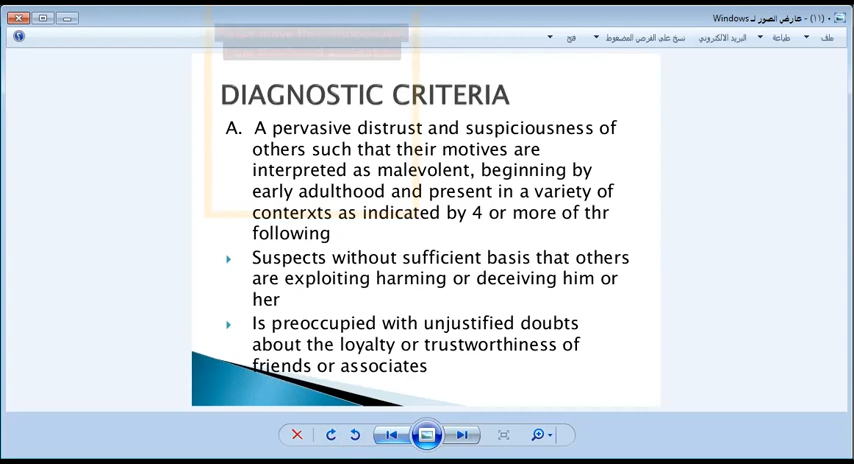 (١١) - عارض الصور لـ Windows
ملف طباعة البريد الالكتروني نسخ على القرص المضغوط فتح
DIAGNOSTIC CRITERIA
A. A pervasive distrust and suspiciousness of
others such that their motives are
interpreted as malevolent, beginning by
early adulthood and present in a variety of
conterxts as indicated by 4 or more of thr
following
Suspects without sufficient basis that others
are exploiting harming or deceiving him or
her
Is preoccupied with unjustified doubts
about the loyalty or trustworthiness of
friends or associates